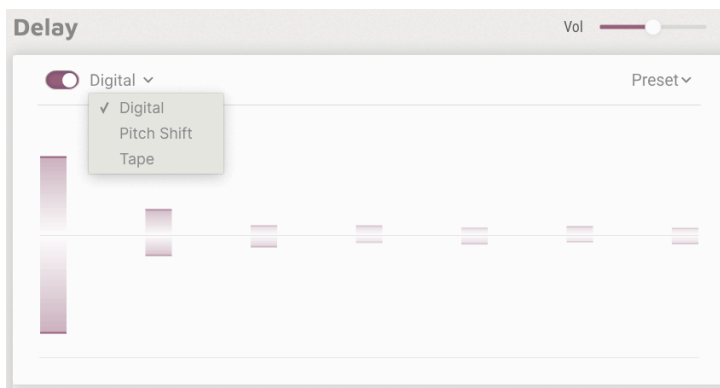 Delay
Vol
Digital
Preset
✓ Digital
Pitch Shift
Tape